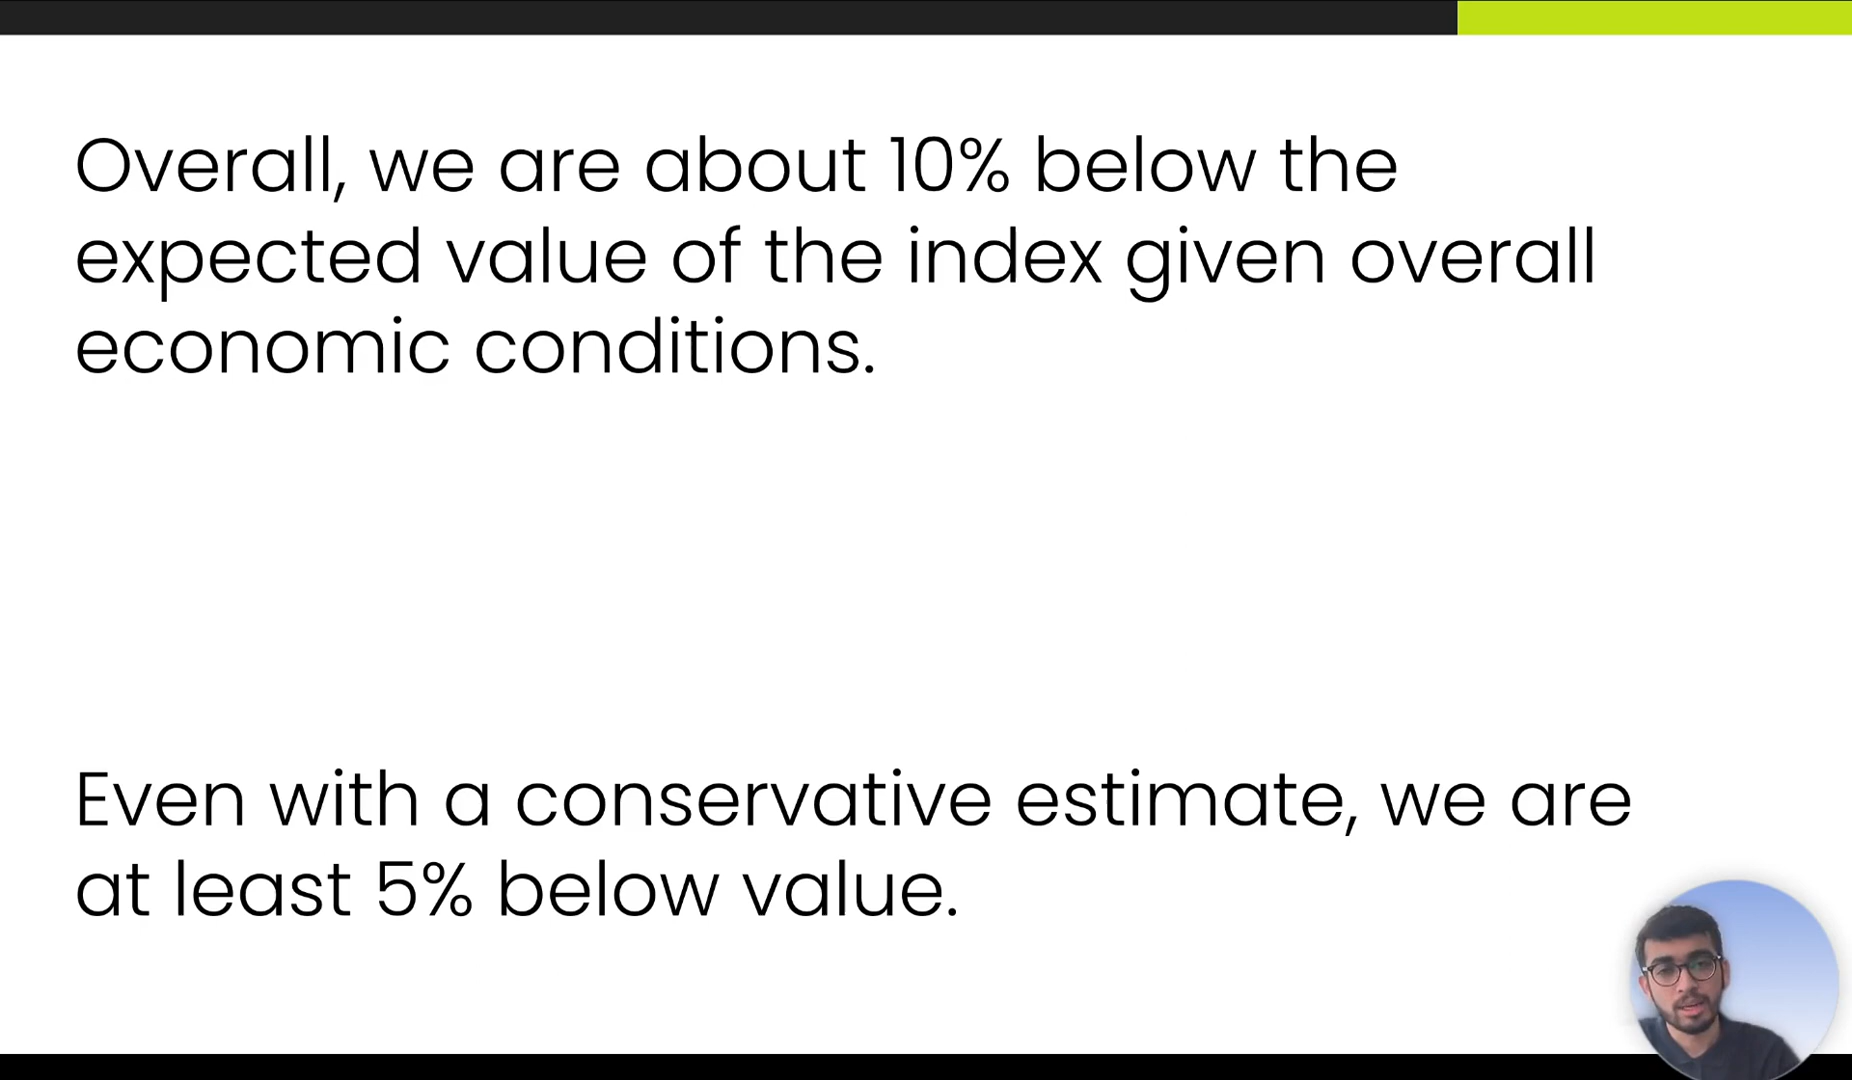 Overall, we are about 10% below the
expected value of the index given overall
economic conditions.
Even with a conservative estimate, we are
at least 5% below value.